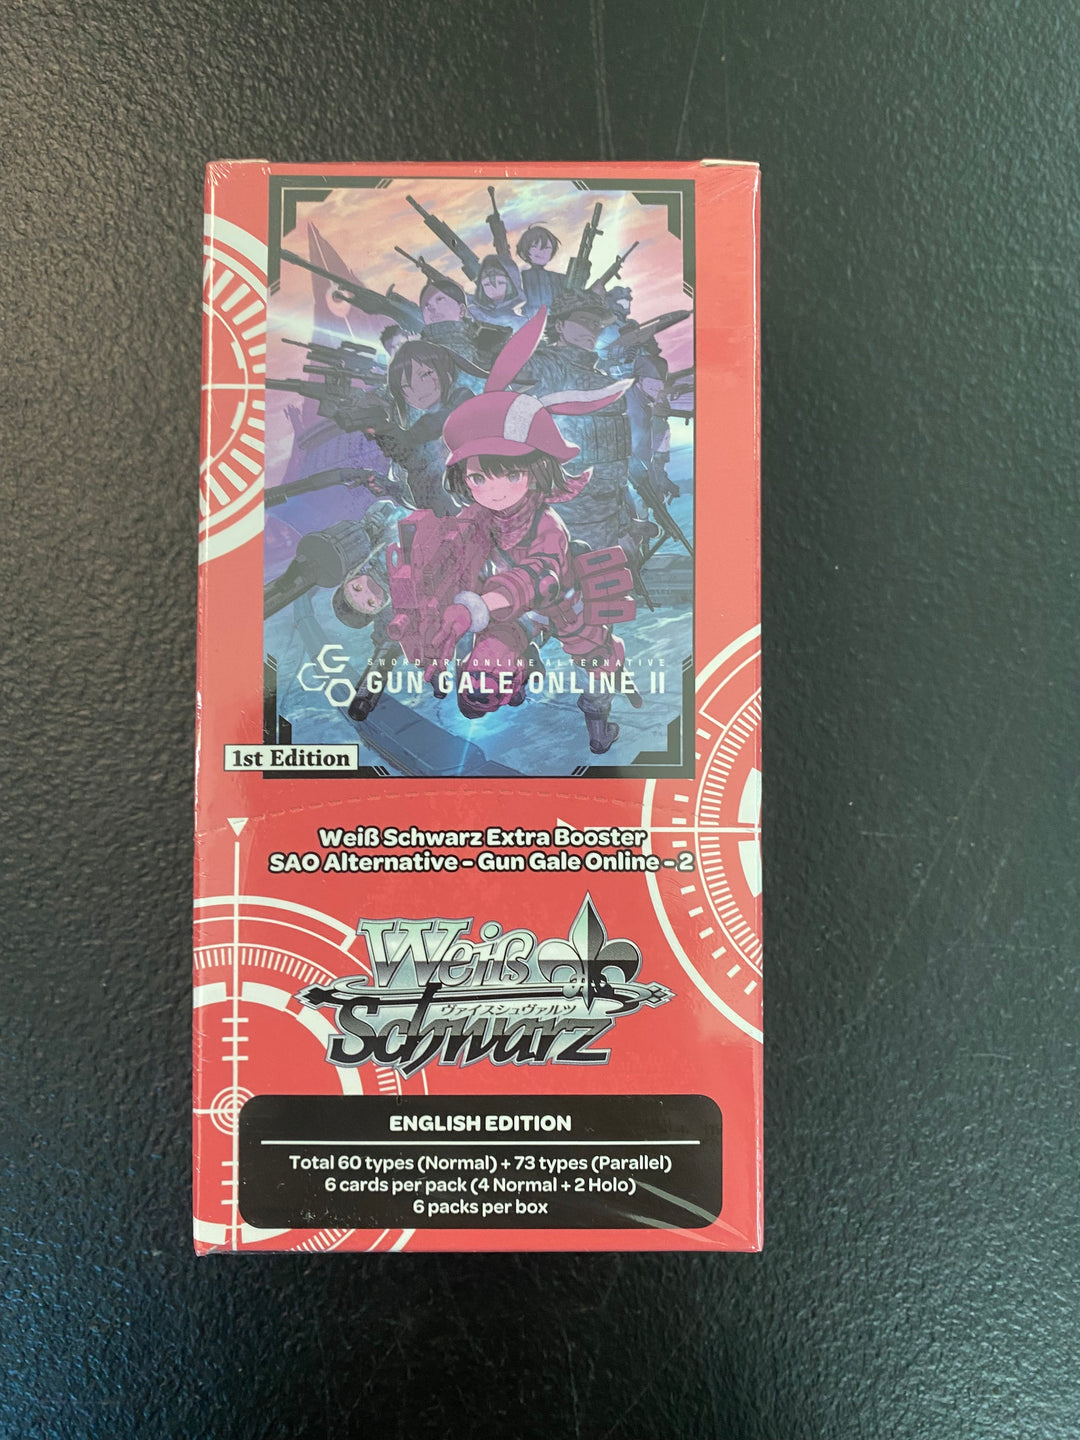 GGO
SWORD ART ONLINE ALTERNATIVE
GUN GALE ONLINE II
1st Edition
Weiß Schwarz Extra Booster
SAO Alternative - Gun Gale Online - 2
Weiß
ヴァイスシュヴァルツ
Schwarz
ENGLISH EDITION
Total 60 types (Normal) + 73 types (Parallel)
6 cards per pack (4 Normal + 2 Holo)
6 packs per box